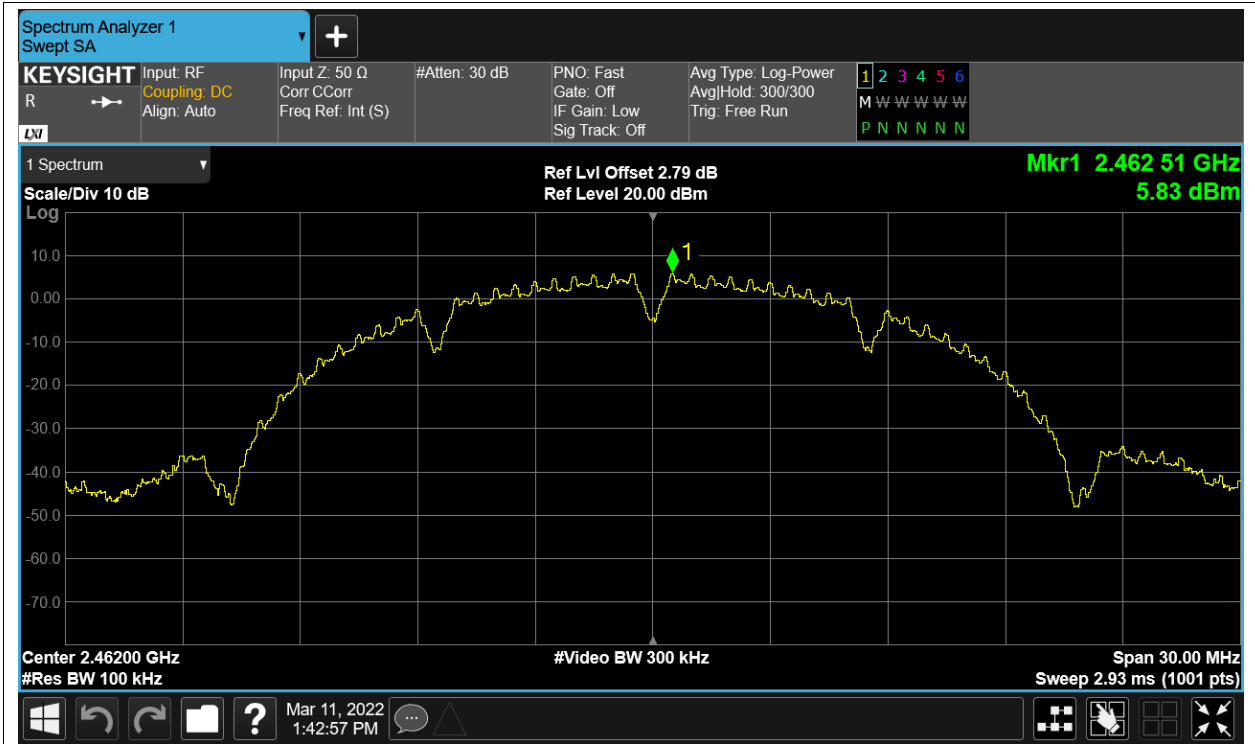 Spectrum Analyzer 1
Swept SA
+
KEYSIGHT Input: RF Input Z: 50 Ω #Atten: 30 dB PNO: Fast Avg Type: Log-Power 1 2 3 4 5 6
R Coupling: DC Corr CCorr Gate: Off Avg|Hold: 300/300 M W W W W W
Align: Auto Freq Ref: Int (S) IF Gain: Low Trig: Free Run
LXI Sig Track: Off P N N N N N
1 Spectrum
Ref Lvl Offset 2.79 dB Mkr1 2.462 51 GHz
Scale/Div 10 dB Ref Level 20.00 dBm 5.83 dBm
Log
1
10.0
0.00
-10.0
-20.0
-30.0
-40.0
-50.0
-60.0
-70.0
Center 2.46200 GHz #Video BW 300 kHz Span 30.00 MHz
#Res BW 100 kHz Sweep 2.93 ms (1001 pts)
? Mar 11, 2022
1:42:57 PM